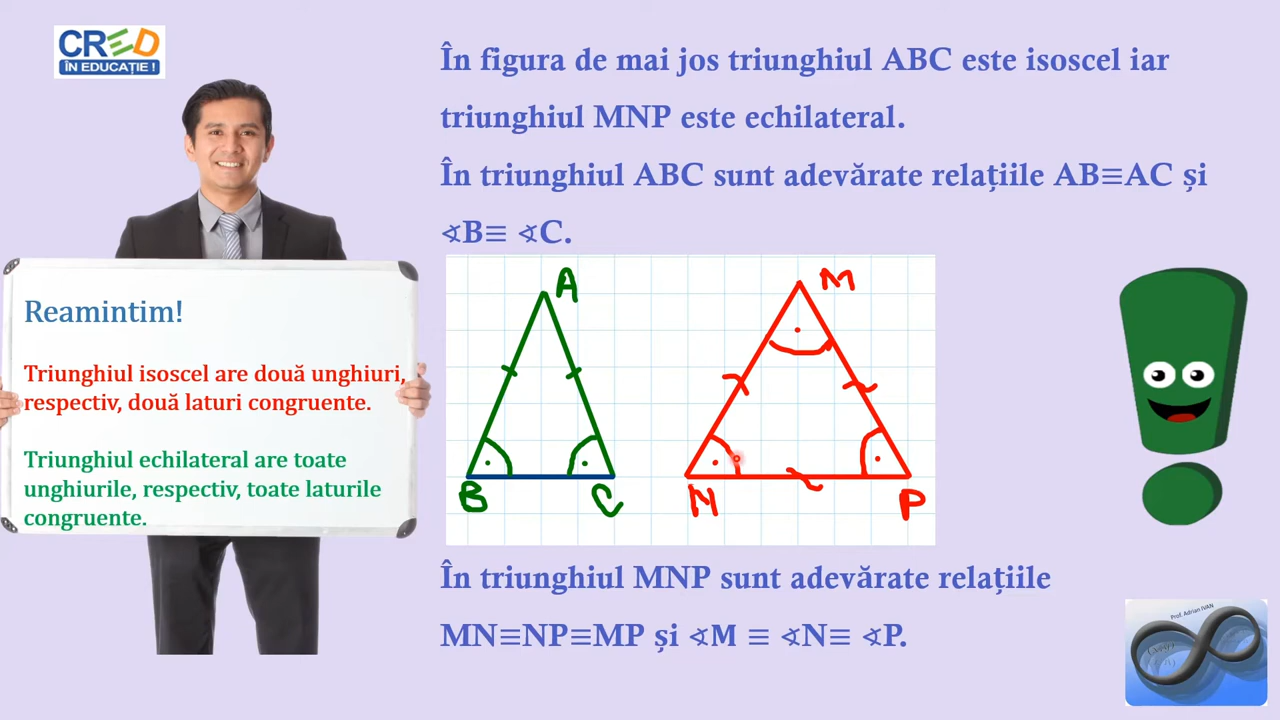 CRED
ÎN EDUCAȚIE !
În figura de mai jos triunghiul ABC este isoscel iar
triunghiul MNP este echilateral.
În triunghiul ABC sunt adevărate relațiile AB≡AC și
∢B≡ ∢C.
Reamintim!
Triunghiul isoscel are două unghiuri,
respectiv, două laturi congruente.
Triunghiul echilateral are toate
unghiurile, respectiv, toate laturile
congruente.
A
B
C
M
N
P
În triunghiul MNP sunt adevărate relațiile
MN≡NP≡MP și ∢M ≡ ∢N≡ ∢P.
Prof. Adrian IVAN